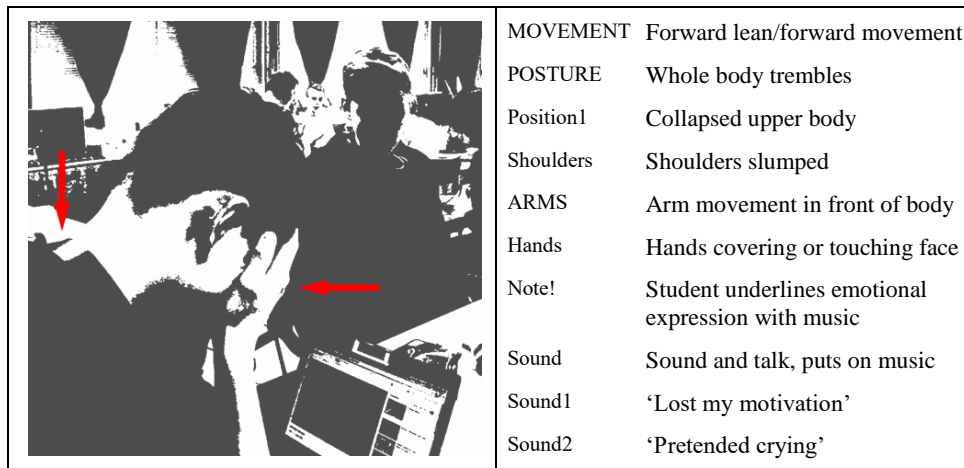 MOVEMENT Forward lean/forward movement
POSTURE Whole body trembles
Position1 Collapsed upper body
Shoulders Shoulders slumped
ARMS Arm movement in front of body
Hands Hands covering or touching face
Note! Student underlines emotional
expression with music
Sound Sound and talk, puts on music
Sound1 ‘Lost my motivation’
Sound2 ‘Pretended crying’